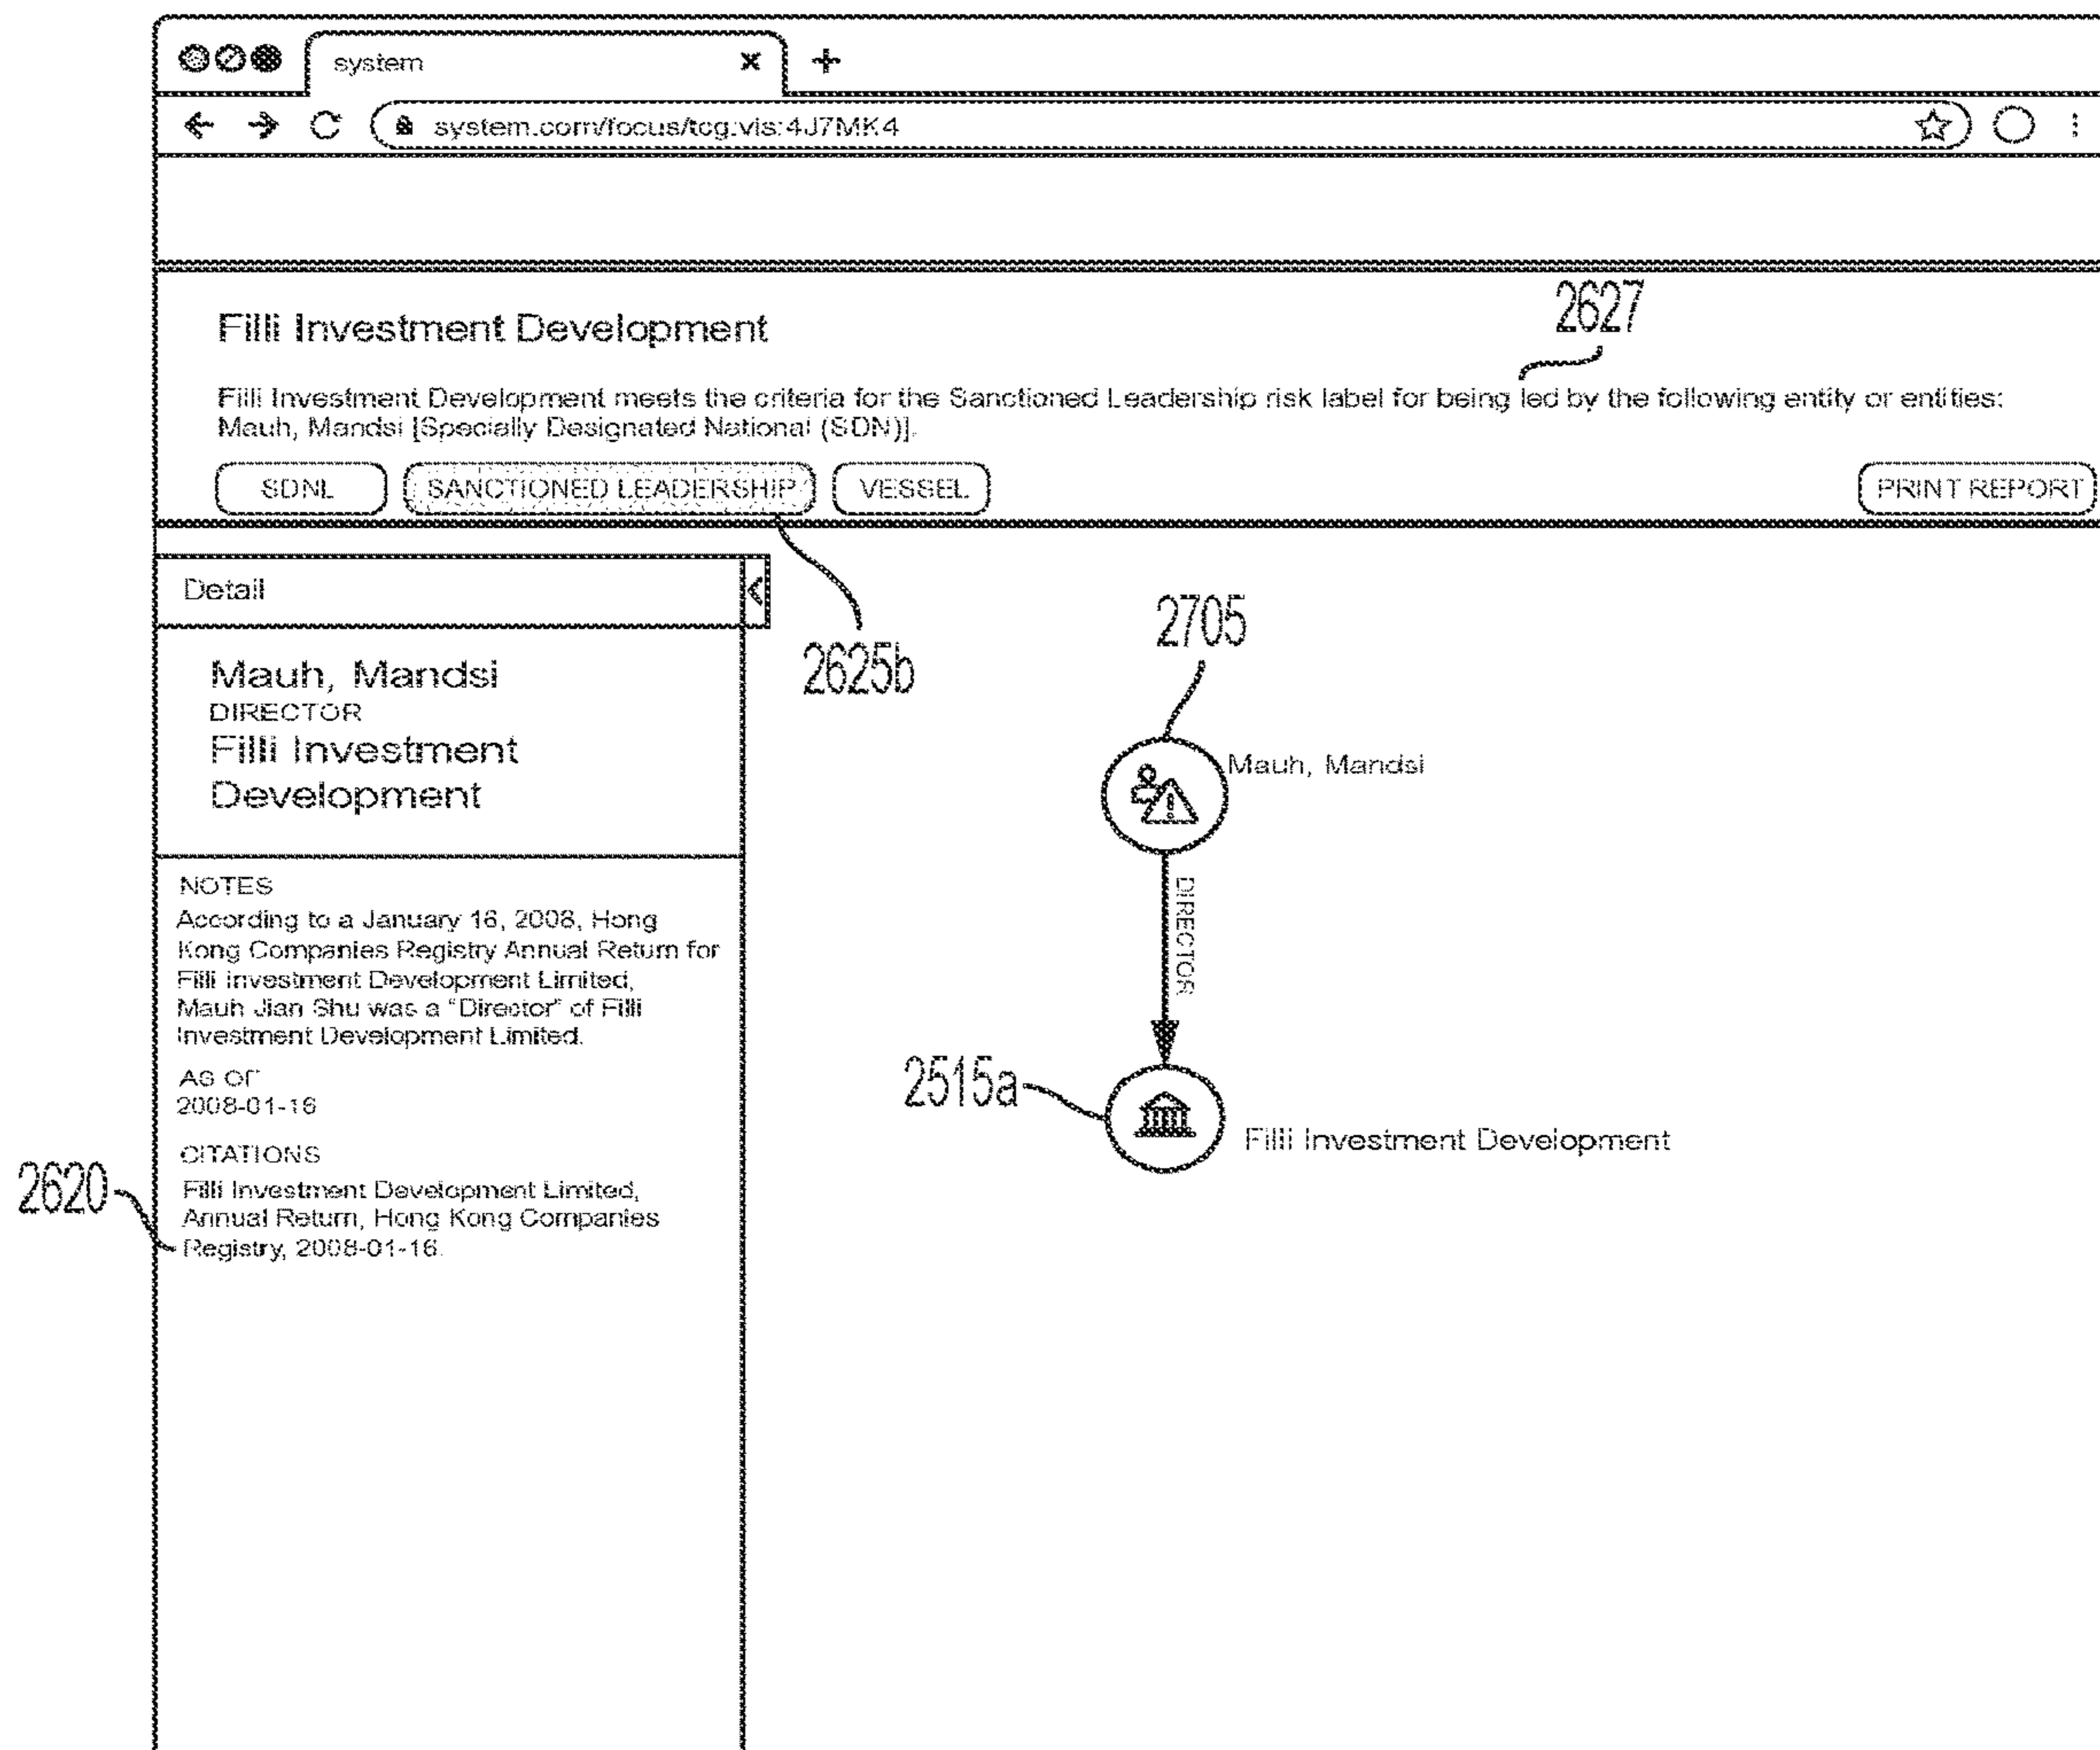 system
system.com/focus/tcg:vis:4J7MK4
2627
Filli Investment Development
Filli Investment Development meets the criteria for the Sanctioned Leadership risk label for being led by the following entity or entities:
Mauh, Mandsi [Specially Designated National (SDN)].
SDNL SANCTIONED LEADERSHIP VESSEL PRINT REPORT
Detail
2625b
Mauh, Mandsi
DIRECTOR
Filli Investment
Development
NOTES
According to a January 16, 2008, Hong
Kong Companies Registry Annual Return for
Filli Investment Development Limited,
Mauh Jian Shu was a "Director" of Filli
Investment Development Limited.
AS OF
2008-01-16
CITATIONS
2620
Filli Investment Development Limited,
Annual Return, Hong Kong Companies
Registry, 2008-01-16.
2705
Mauh, Mandsi
DIRECTOR
2515a
Filli Investment Development